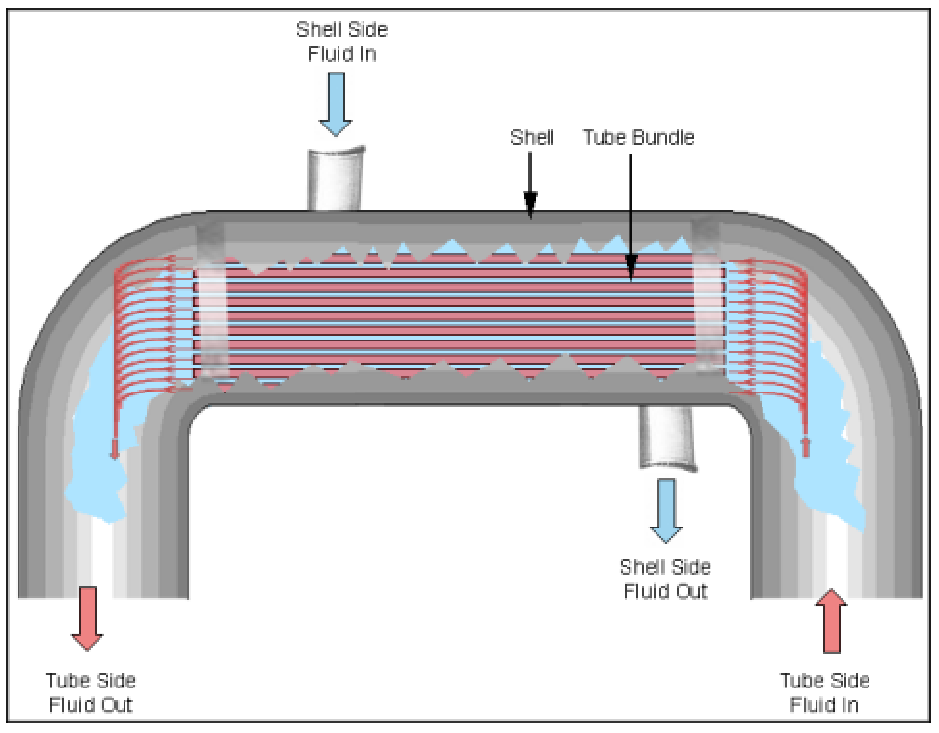 Shell Side
Fluid In
Shell
Tube Bundle
Shell Side
Fluid Out
Tube Side
Fluid Out
Tube Side
Fluid In